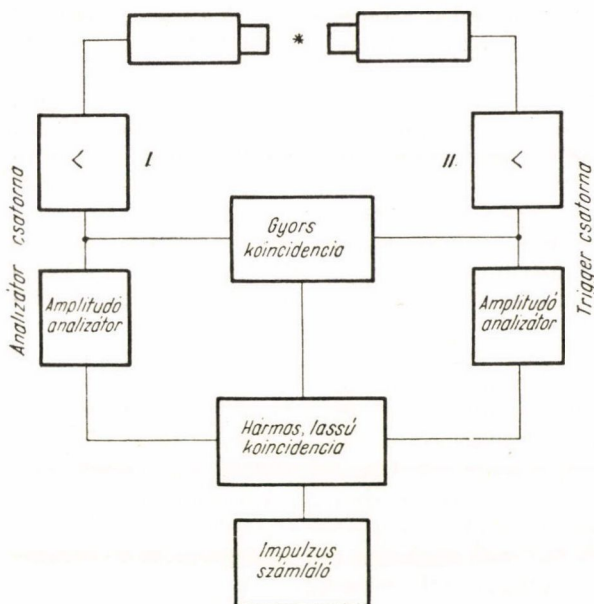 *
<
I.
II.
<
Analizátor csatorna
Trigger csatorna
Gyors
koincidencia
Amplitudó
analizátor
Amplitudó
analizátor
Hármas, lassú
koincidencia
Impulzus
számláló